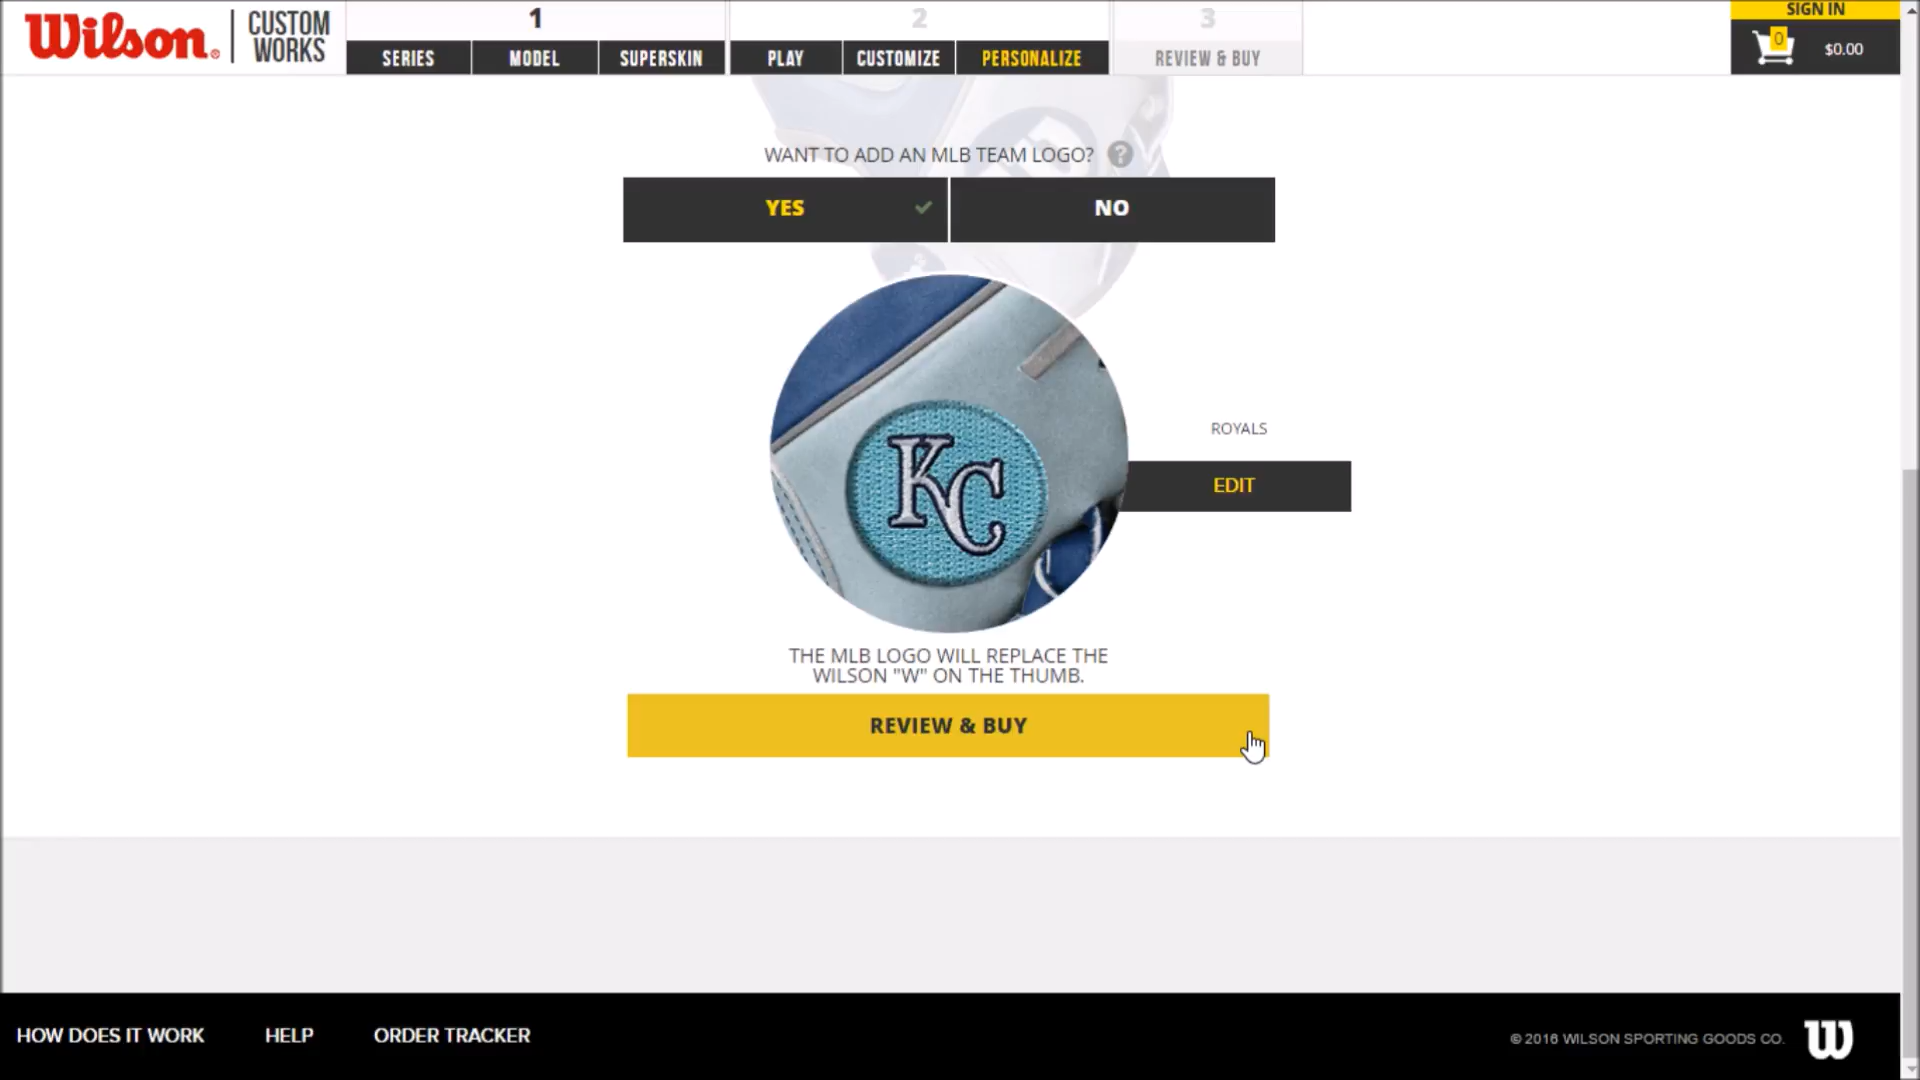 Wilson.
CUSTOM
WORKS
1
2
3
SERIES
MODEL
SUPERSKIN
PLAY
CUSTOMIZE
PERSONALIZE
REVIEW & BUY
SIGN IN
0
$0.00
WANT TO ADD AN MLB TEAM LOGO? ?
YES
NO
KC
ROYALS
EDIT
THE MLB LOGO WILL REPLACE THE
WILSON "W" ON THE THUMB.
REVIEW & BUY
HOW DOES IT WORK
HELP
ORDER TRACKER
© 2016 WILSON SPORTING GOODS CO.
W